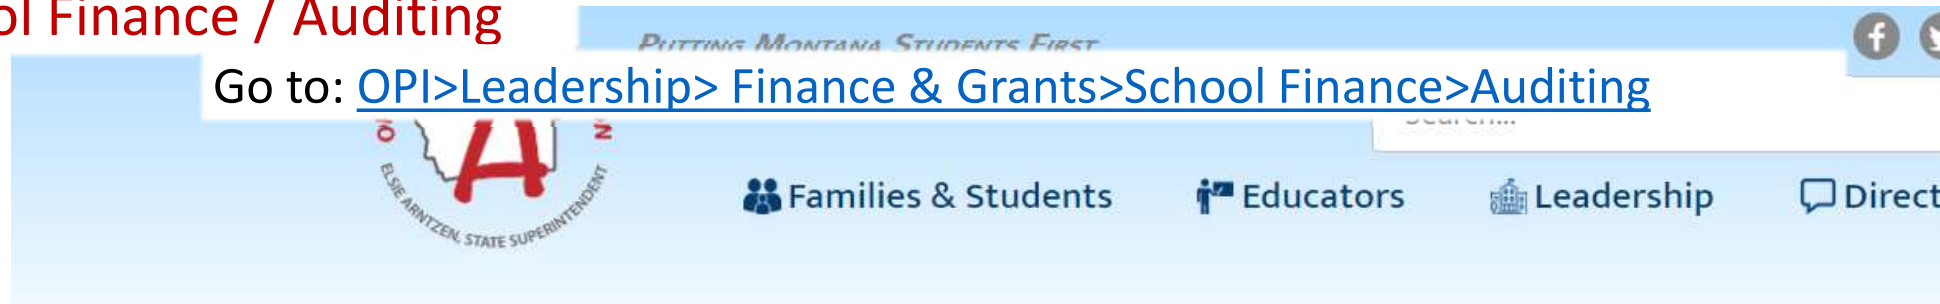 ol Finance / Auditing
PUTTING MONTANA STUDENTS FIRST
Go to: OPI>Leadership> Finance & Grants>School Finance>Auditing
Search...
ELSIE ARNTZEN, STATE SUPERINTENDENT
Families & Students Educators Leadership Direct